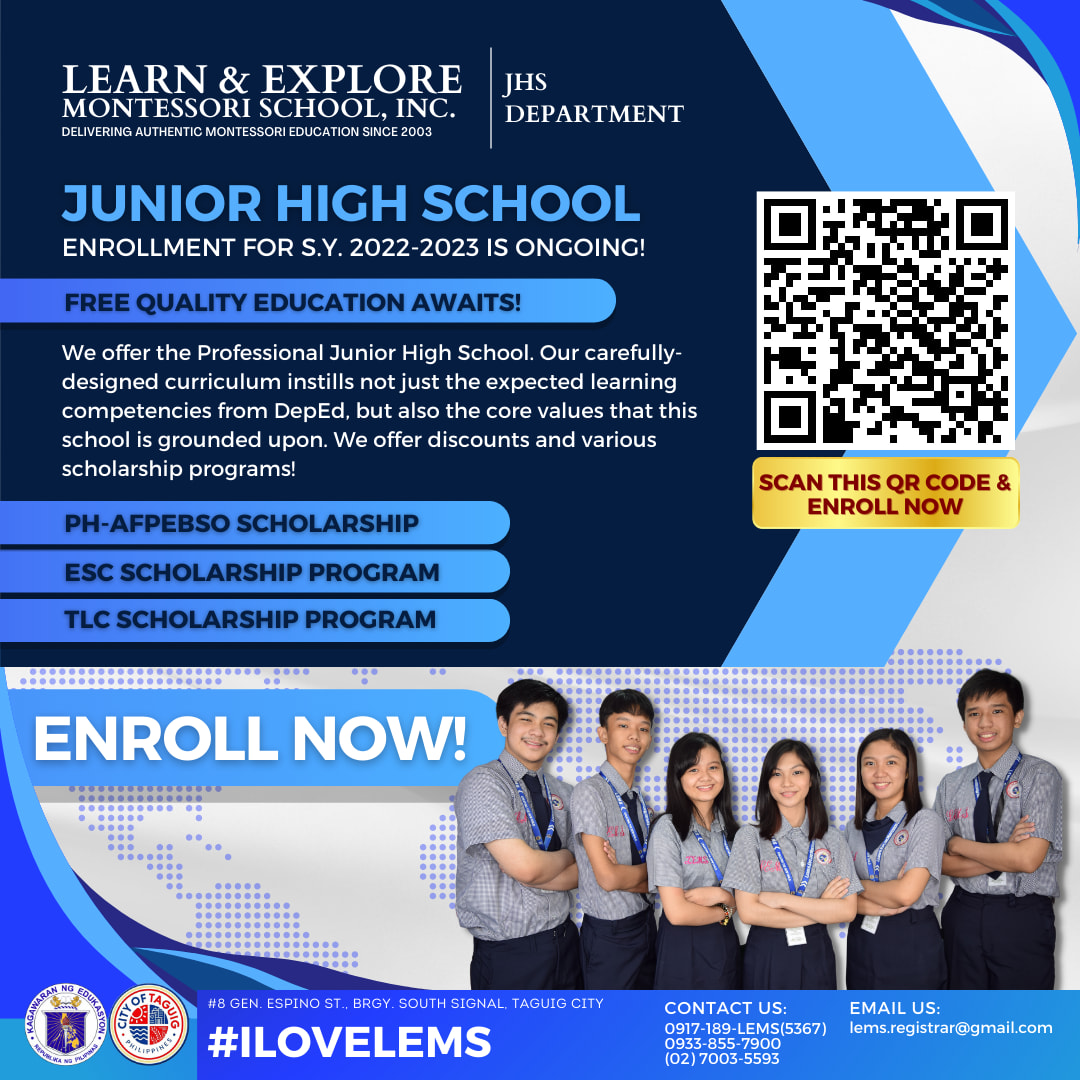 LEARN & EXPLORE
MONTESSORI SCHOOL, INC.
DELIVERING AUTHENTIC MONTESSORI EDUCATION SINCE 2003
JHS
DEPARTMENT
JUNIOR HIGH SCHOOL
ENROLLMENT FOR S.Y. 2022-2023 IS ONGOING!
FREE QUALITY EDUCATION AWAITS!
We offer the Professional Junior High School. Our carefully-
designed curriculum instills not just the expected learning
competencies from DepEd, but also the core values that this
school is grounded upon. We offer discounts and various
scholarship programs!
SCAN THIS QR CODE &
ENROLL NOW
PH-AFPEBSO SCHOLARSHIP
ESC SCHOLARSHIP PROGRAM
TLC SCHOLARSHIP PROGRAM
ENROLL NOW!
KAGAWARAN NG EDUKASYON
REPUBLIKA NG PILIPINAS
CITY OF TAGUIG
PHILIPPINES
#8 GEN. ESPINO ST., BRGY. SOUTH SIGNAL, TAGUIG CITY
#ILOVELEMS
CONTACT US:
0917-189-LEMS(5367)
0933-855-7900
(02) 7003-5593
EMAIL US:
lems.registrar@gmail.com